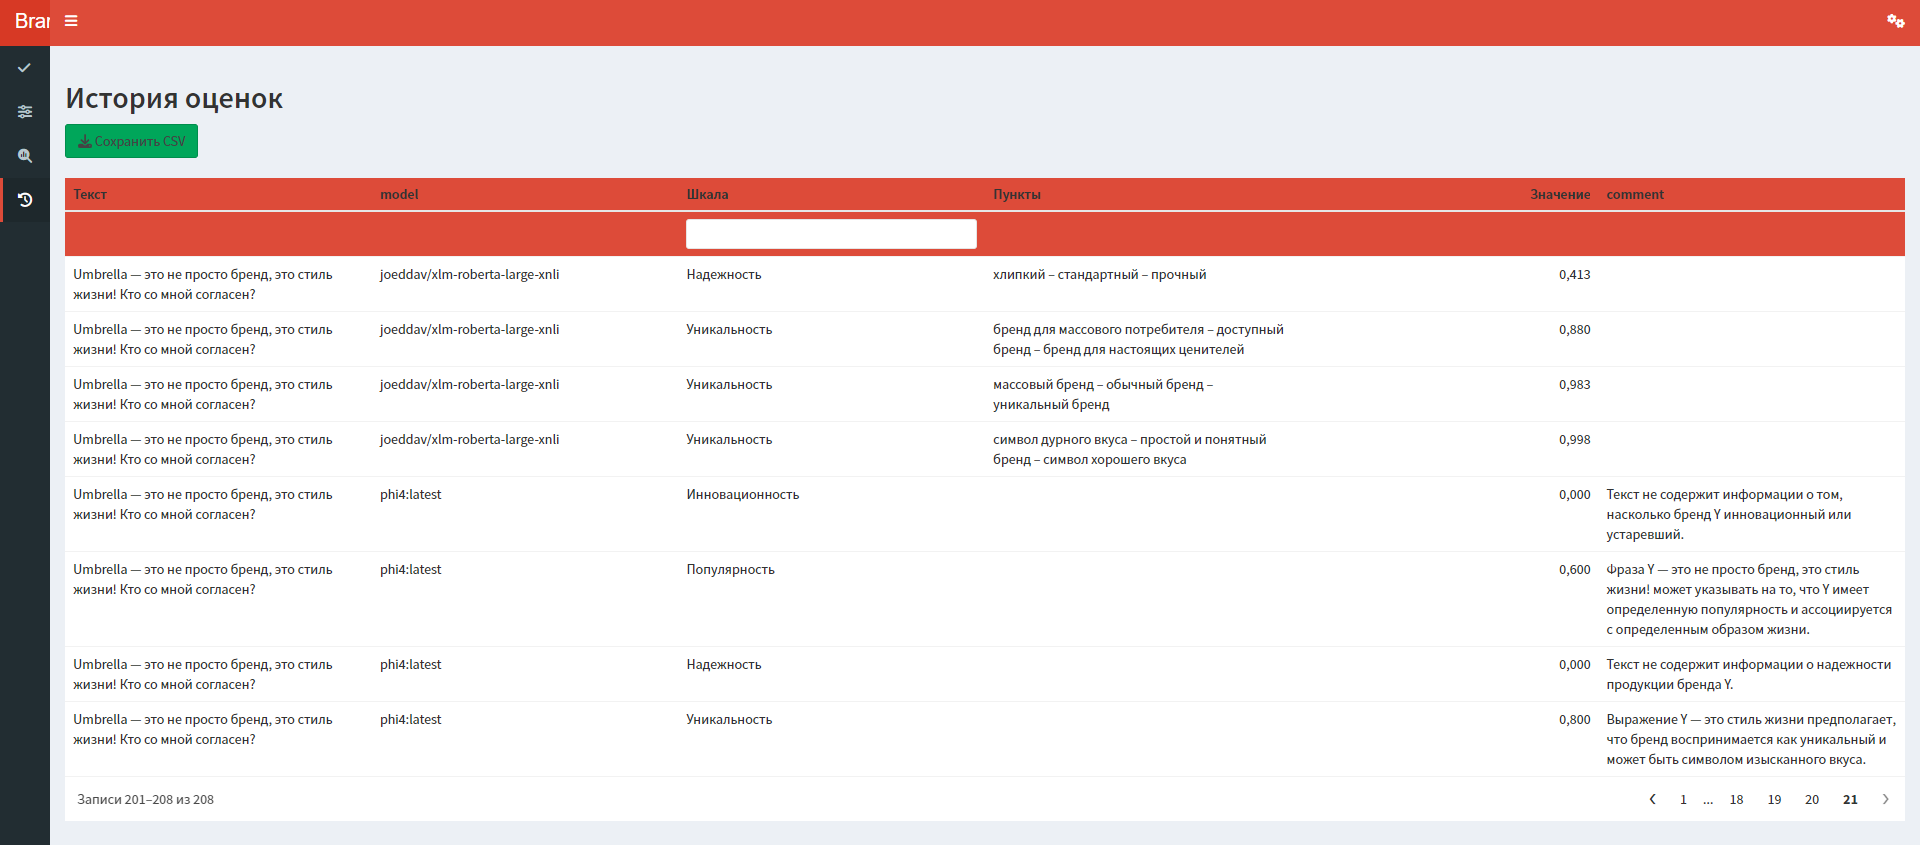 Bran
История оценок
Сохранить CSV
Текст model Шкала Пункты Значение comment
Umbrella — это не просто бренд, это стиль joeddav/xlm-roberta-large-xnli Надежность хлипкий – стандартный – прочный 0,413
жизни! Кто со мной согласен?
Umbrella — это не просто бренд, это стиль joeddav/xlm-roberta-large-xnli Уникальность бренд для массового потребителя – доступный 0,880
жизни! Кто со мной согласен? бренд – бренд для настоящих ценителей
Umbrella — это не просто бренд, это стиль joeddav/xlm-roberta-large-xnli Уникальность массовый бренд – обычный бренд – 0,983
жизни! Кто со мной согласен? уникальный бренд
Umbrella — это не просто бренд, это стиль joeddav/xlm-roberta-large-xnli Уникальность символ дурного вкуса – простой и понятный 0,998
жизни! Кто со мной согласен? бренд – символ хорошего вкуса
Umbrella — это не просто бренд, это стиль phi4:latest Инновационность 0,000 Текст не содержит информации о том,
жизни! Кто со мной согласен? насколько бренд Y инновационный или
устаревший.
Umbrella — это не просто бренд, это стиль phi4:latest Популярность 0,600 Фраза Y — это не просто бренд, это стиль
жизни! Кто со мной согласен? жизни! может указывать на то, что Y имеет
определенную популярность и ассоциируется
с определенным образом жизни.
Umbrella — это не просто бренд, это стиль phi4:latest Надежность 0,000 Текст не содержит информации о надежности
жизни! Кто со мной согласен? продукции бренда Y.
Umbrella — это не просто бренд, это стиль phi4:latest Уникальность 0,800 Выражение Y — это стиль жизни предполагает,
жизни! Кто со мной согласен? что бренд воспринимается как уникальный и
может быть символом изысканного вкуса.
Записи 201–208 из 208 1 ... 18 19 20 21